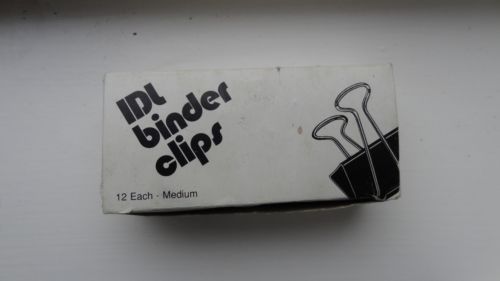 IDL
binder
clips
12 Each - Medium